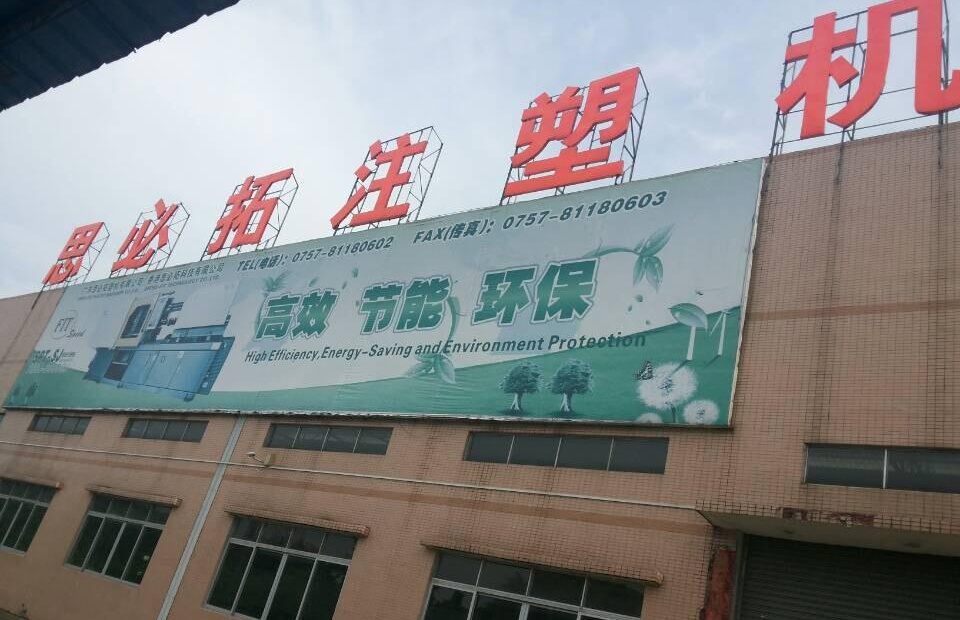 思必拓注塑机
TEL(电话): 0757-81180602 FAX(传真): 0757-81180603
高效 节能 环保
High Efficiency,Energy-Saving and Environment Protection